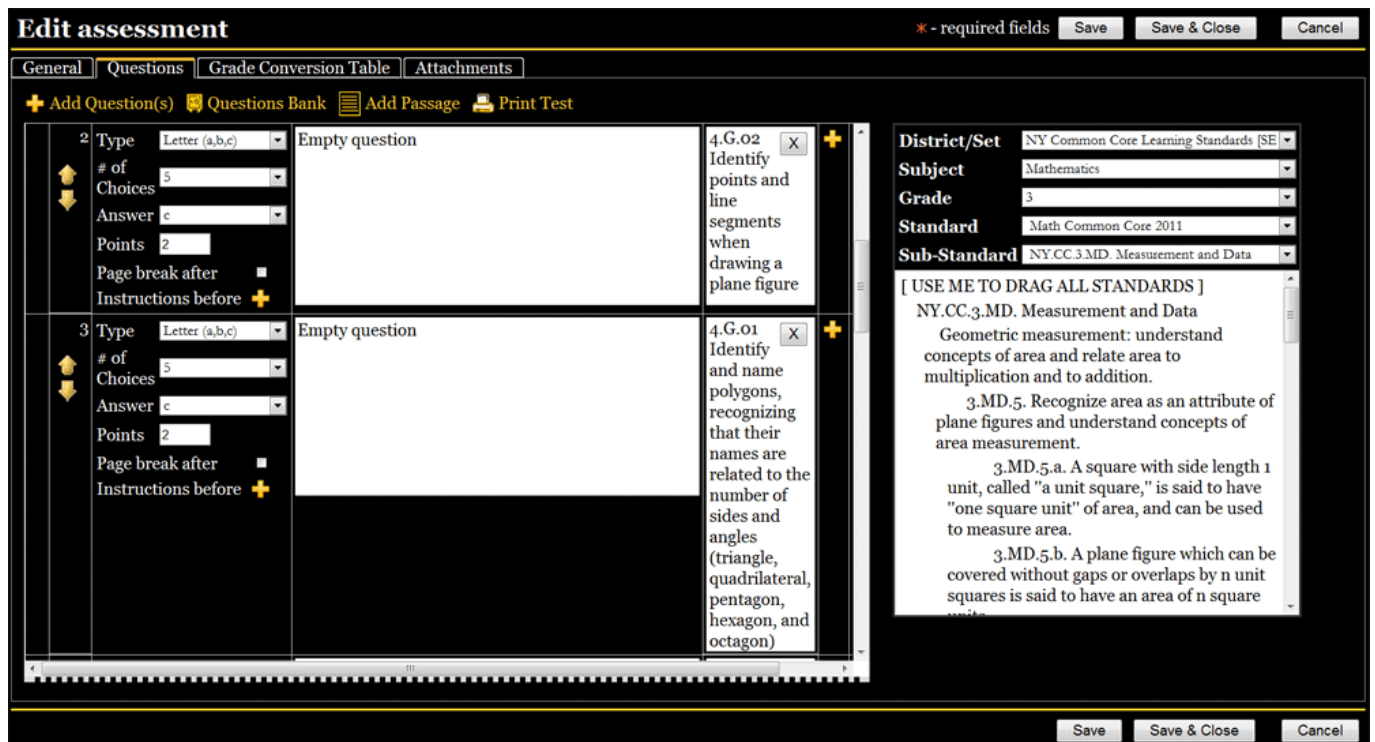 Edit assessment
* - required fields Save Save & Close Cancel
General Questions Grade Conversion Table Attachments
Add Question(s) Questions Bank Add Passage Print Test
2 Type Letter (a,b,c)
# of
Choices 5
Answer c
Points 2
Page break after
Instructions before
Empty question
4.G.02 X
Identify
points and
line
segments
when
drawing a
plane figure
3 Type Letter (a,b,c)
# of
Choices 5
Answer c
Points 2
Page break after
Instructions before
Empty question
4.G.01 X
Identify
and name
polygons,
recognizing
that their
names are
related to the
number of
sides and
angles
(triangle,
quadrilateral,
pentagon,
hexagon, and
octagon)
District/Set NY Common Core Learning Standards [SE
Subject Mathematics
Grade 3
Standard Math Common Core 2011
Sub-Standard NY.CC.3.MD. Measurement and Data
[ USE ME TO DRAG ALL STANDARDS ]
NY.CC.3.MD. Measurement and Data
Geometric measurement: understand
concepts of area and relate area to
multiplication and to addition.
3.MD.5. Recognize area as an attribute of
plane figures and understand concepts of
area measurement.
3.MD.5.a. A square with side length 1
unit, called "a unit square," is said to have
"one square unit" of area, and can be used
to measure area.
3.MD.5.b. A plane figure which can be
covered without gaps or overlaps by n unit
squares is said to have an area of n square
Save Save & Close Cancel